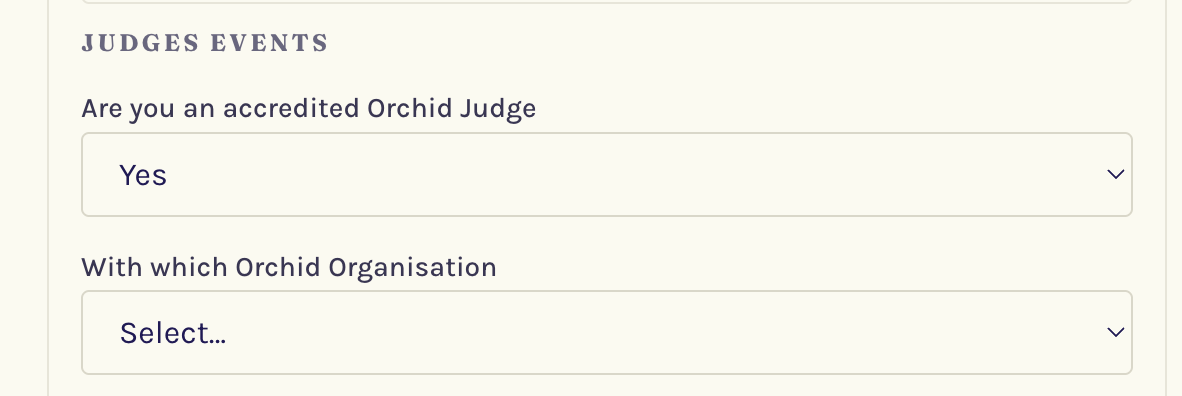 JUDGES EVENTS
Are you an accredited Orchid Judge
Yes
With which Orchid Organisation
Select...